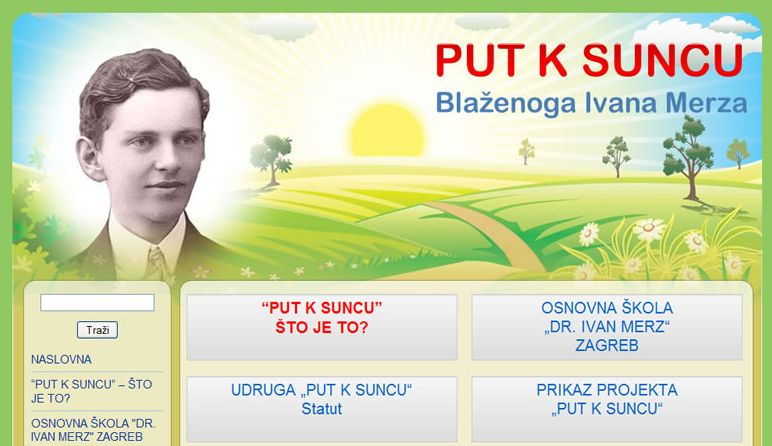 PUT K SUNCU
Blaženoga Ivana Merza
Traži
NASLOVNA
“PUT K SUNCU” – ŠTO
JE TO?
OSNOVNA ŠKOLA "DR.
IVAN MERZ" ZAGREB
“PUT K SUNCU”
ŠTO JE TO?
OSNOVNA ŠKOLA
„DR. IVAN MERZ“
ZAGREB
UDRUGA „PUT K SUNCU“
Statut
PRIKAZ PROJEKTA
„PUT K SUNCU“